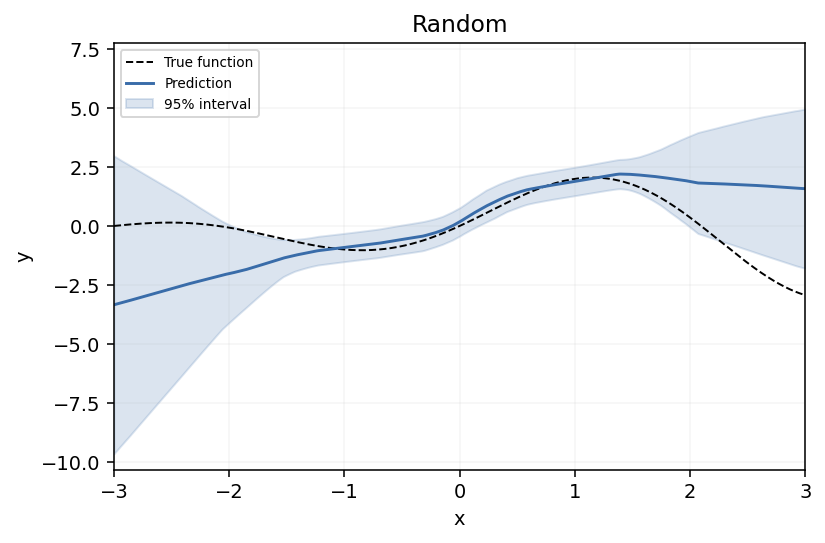 Random
True function
Prediction
95% interval
7.5
5.0
2.5
0.0
−2.5
−5.0
−7.5
−10.0
y
−3 −2 −1 0 1 2 3
x